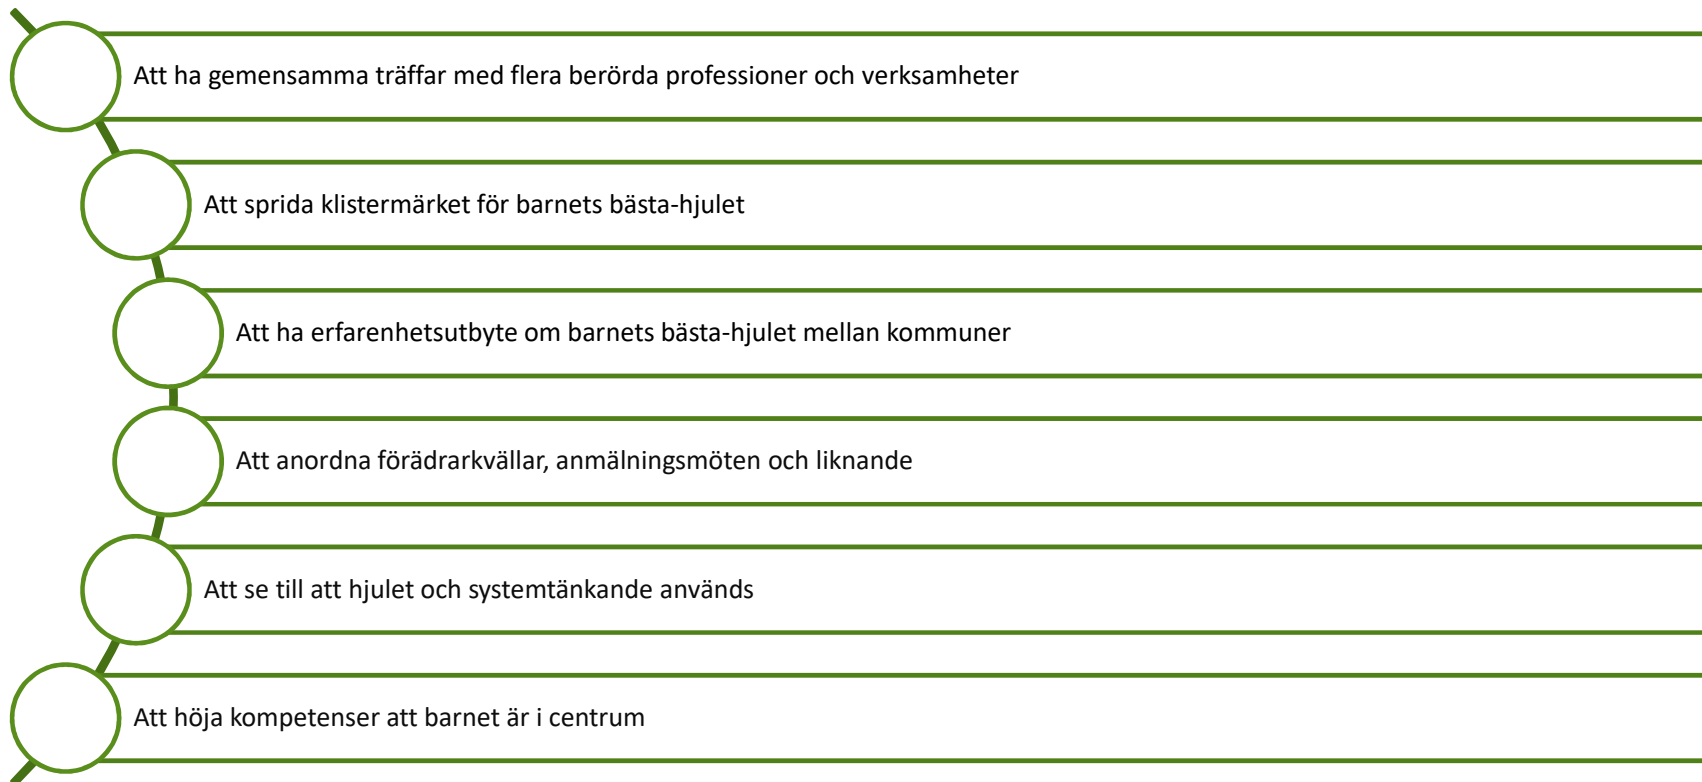 Att ha gemensamma träffar med flera berörda professioner och verksamheter
Att sprida klistermärket för barnets bästa-hjulet
Att ha erfarenhetsutbyte om barnets bästa-hjulet mellan kommuner
Att anordna förädrarkvällar, anmälningsmöten och liknande
Att se till att hjulet och systemtänkande används
Att höja kompetenser att barnet är i centrum